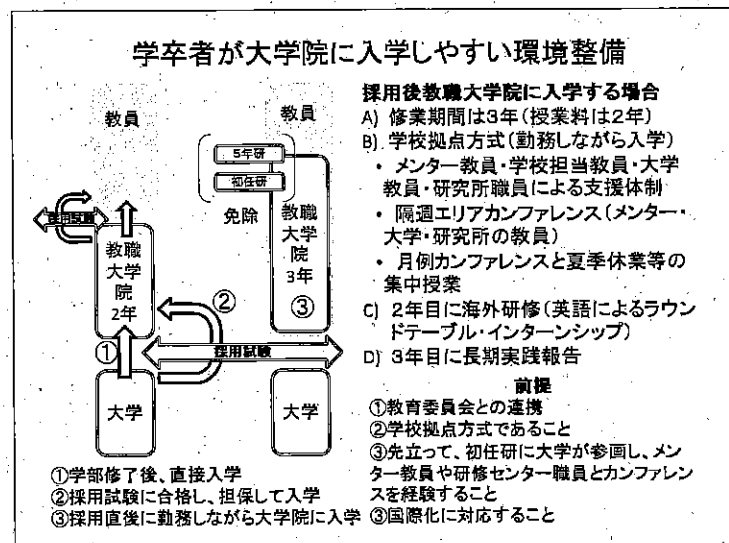 学卒者が大学院に入学しやすい環境整備
教員
採用試験
教職
大学
院
2年
①
②
採用試験
大学
教員
5年研
初任研
免除
教職
大学
院
3年
③
大学
①学部修了後、直接入学
②採用試験に合格し、担保して入学
③採用直後に勤務しながら大学院に入学
採用後教職大学院に入学する場合
A) 修業期間は3年(授業料は2年)
B) 学校拠点方式(勤務しながら入学)
・ メンター教員・学校担当教員・大学
教員・研究所職員による支援体制
・ 隔週エリアカンファレンス(メンター・
大学・研究所の教員)
・ 月例カンファレンスと夏季休業等の
集中授業
C) 2年目に海外研修(英語によるラウン
ドテーブル・インターンシップ)
D) 3年目に長期実践報告
前提
①教育委員会との連携
②学校拠点方式であること
③先立って、初任研に大学が参画し、メン
ター教員や研修センター職員とカンファレン
スを経験すること
③国際化に対応すること